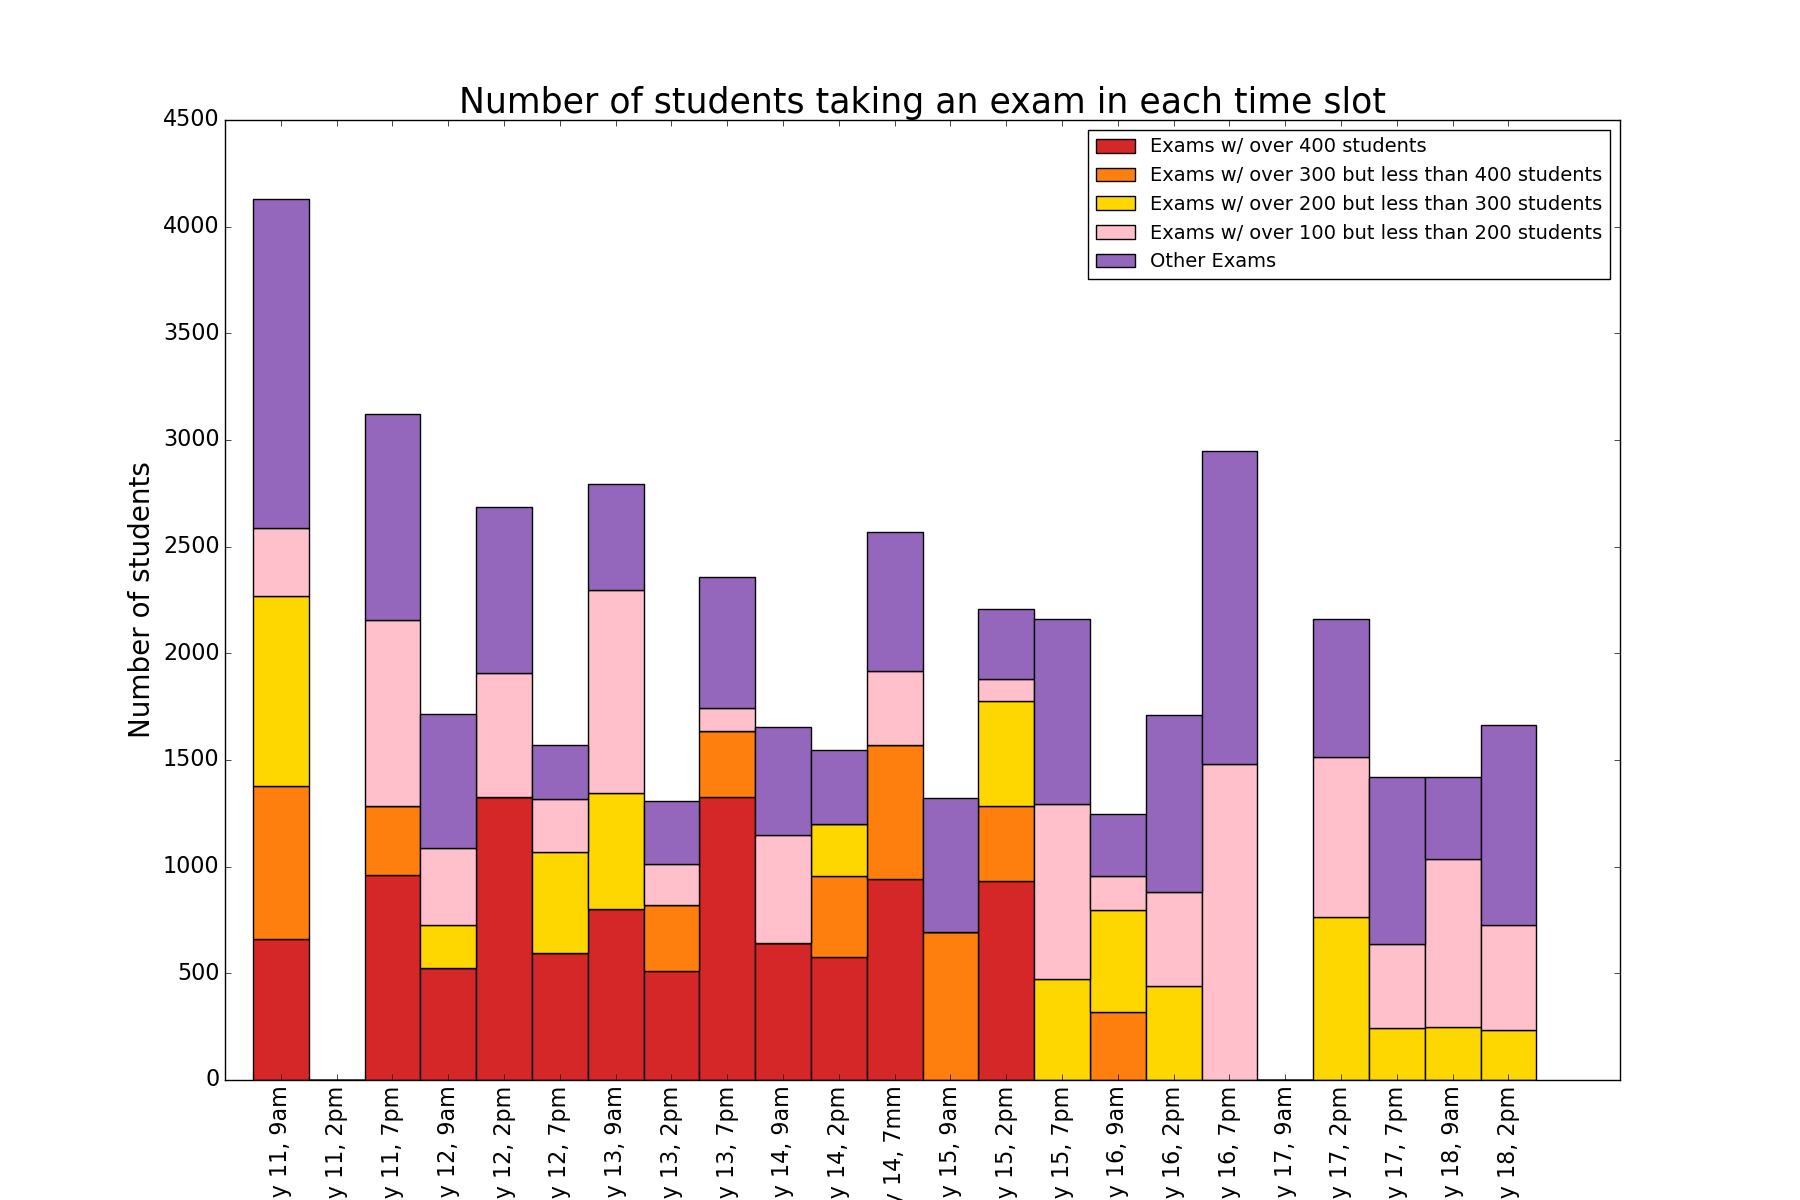 Number of students taking an exam in each time slot
4500
4000
3500
3000
2500
2000
1500
1000
500
0
Number of students
Exams w/ over 400 students
Exams w/ over 300 but less than 400 students
Exams w/ over 200 but less than 300 students
Exams w/ over 100 but less than 200 students
Other Exams
y 11, 9am
y 11, 2pm
y 11, 7pm
y 12, 9am
y 12, 2pm
y 12, 7pm
y 13, 9am
y 13, 2pm
y 13, 7pm
y 14, 9am
y 14, 2pm
y 14, 7mm
y 15, 9am
y 15, 2pm
y 15, 7pm
y 16, 9am
y 16, 2pm
y 16, 7pm
y 17, 9am
y 17, 2pm
y 17, 7pm
y 18, 9am
y 18, 2pm